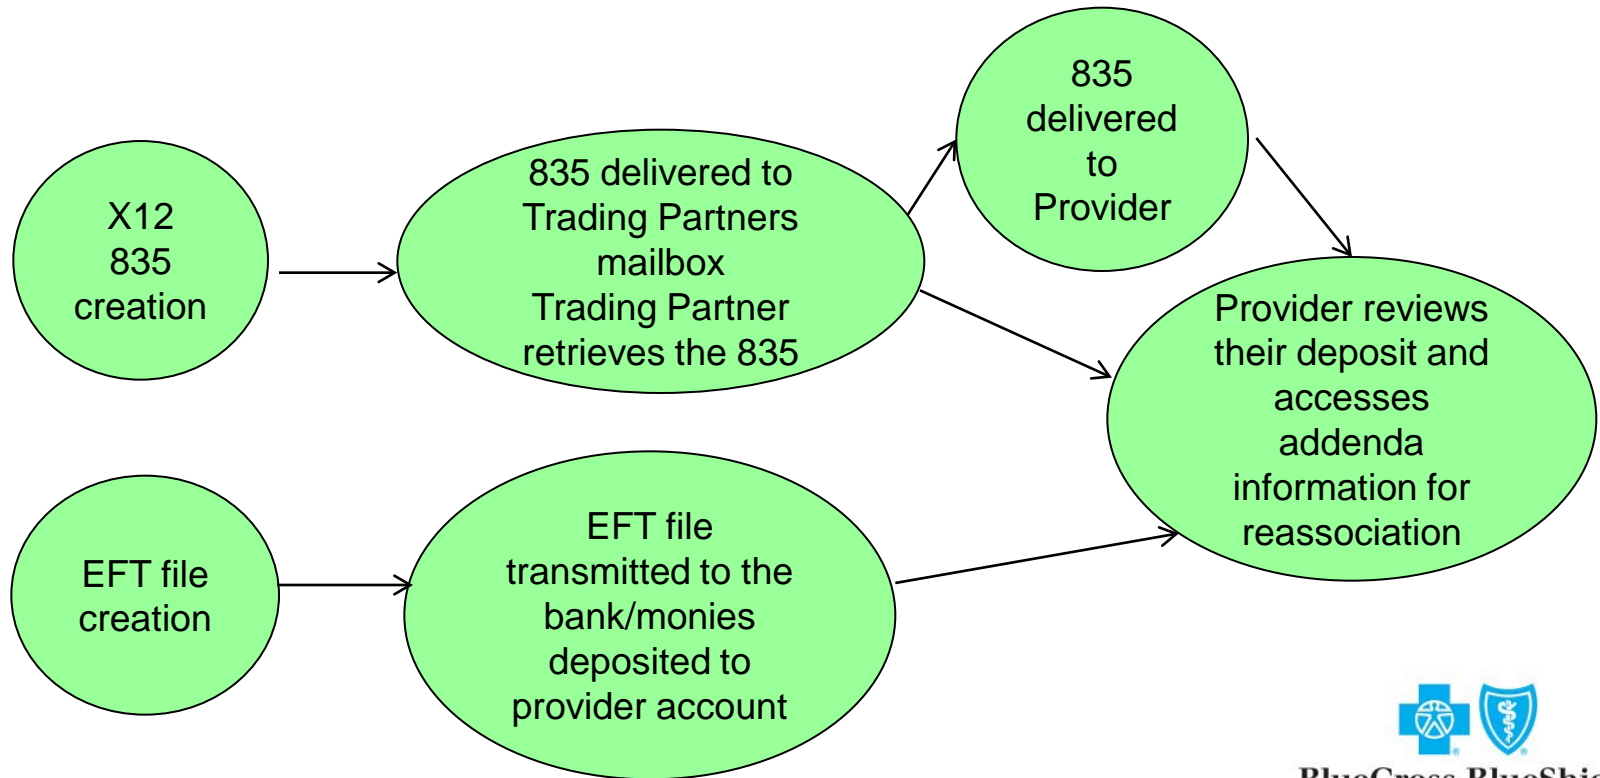 X12
835
creation
835 delivered to
Trading Partners
mailbox
Trading Partner
retrieves the 835
835
delivered
to
Provider
Provider reviews
their deposit and
accesses
addenda
information for
reassociation
EFT file
creation
EFT file
transmitted to the
bank/monies
deposited to
provider account
BlueCross